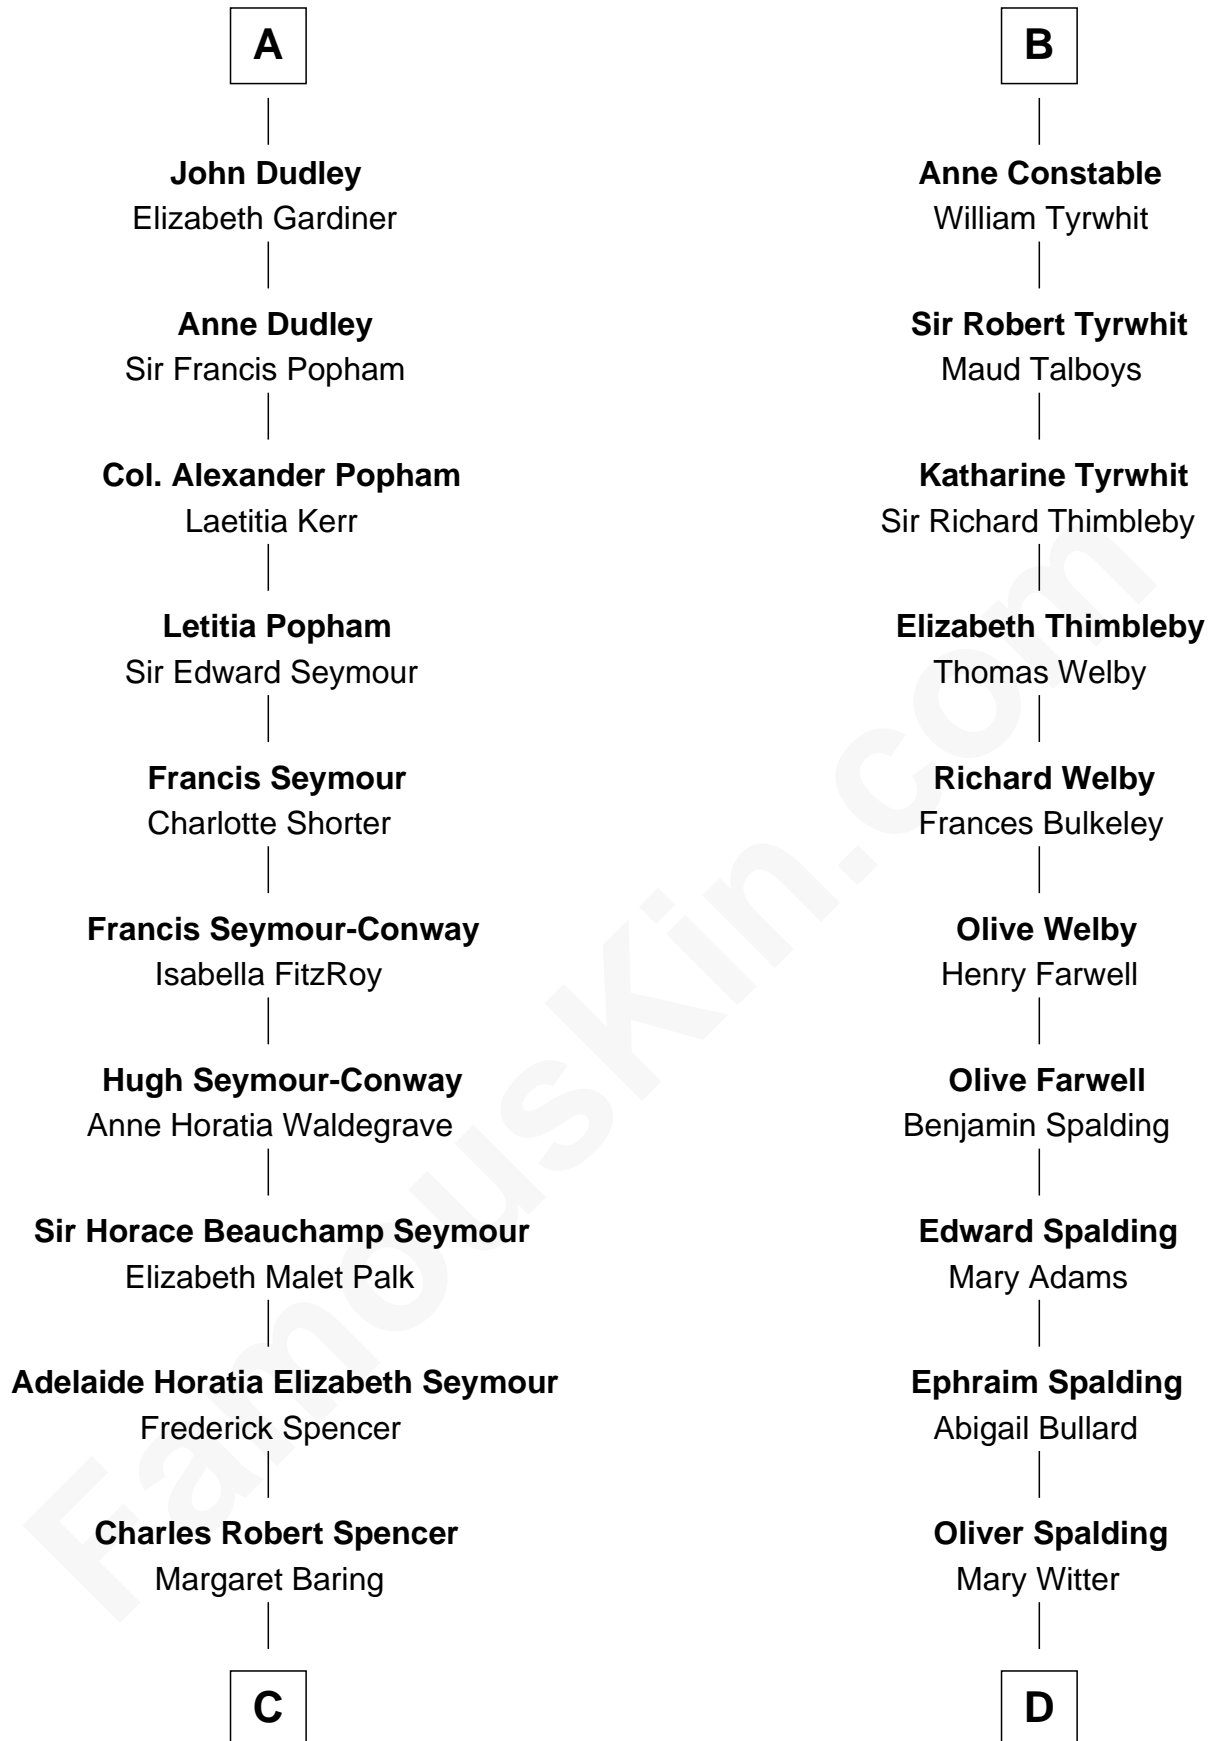 A
John Dudley
Elizabeth Gardiner
Anne Dudley
Sir Francis Popham
Col. Alexander Popham
Laetitia Kerr
Letitia Popham
Sir Edward Seymour
Francis Seymour
Charlotte Shorter
Francis Seymour-Conway
Isabella FitzRoy
Hugh Seymour-Conway
Anne Horatia Waldegrave
Sir Horace Beauchamp Seymour
Elizabeth Malet Palk
Adelaide Horatia Elizabeth Seymour
Frederick Spencer
Charles Robert Spencer
Margaret Baring
C
B
Anne Constable
William Tyrwhit
Sir Robert Tyrwhit
Maud Talboys
Katharine Tyrwhit
Sir Richard Thimbleby
Elizabeth Thimbleby
Thomas Welby
Richard Welby
Frances Bulkeley
Olive Welby
Henry Farwell
Olive Farwell
Benjamin Spalding
Edward Spalding
Mary Adams
Ephraim Spalding
Abigail Bullard
Oliver Spalding
Mary Witter
D
FamousKin.com